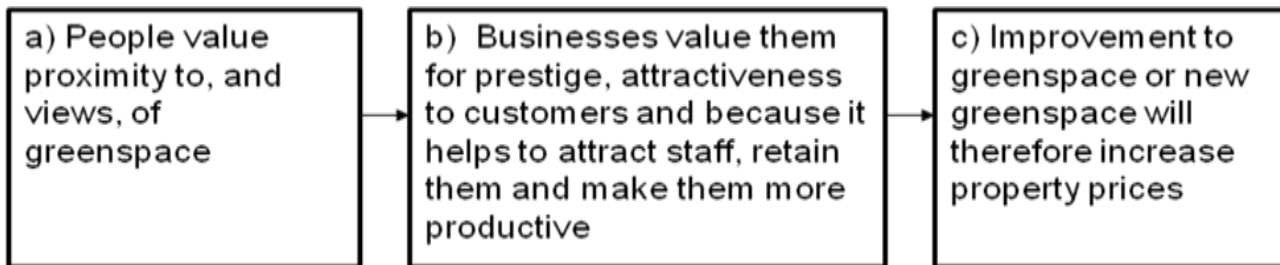 a) People value
proximity to, and
views, of
greenspace
b) Businesses value them
for prestige, attractiveness
to customers and because it
helps to attract staff, retain
them and make them more
productive
c) Improvement to
greenspace or new
greenspace will
therefore increase
property prices